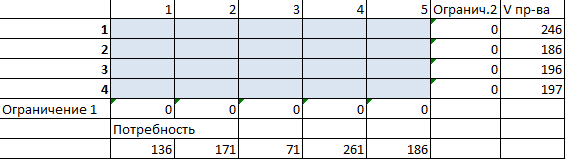 1 2 3 4 5 Огранич.2 V пр-ва
1 0 246
2 0 186
3 0 196
4 0 197
Ограничение 1 0 0 0 0 0
Потребность
136 171 71 261 186